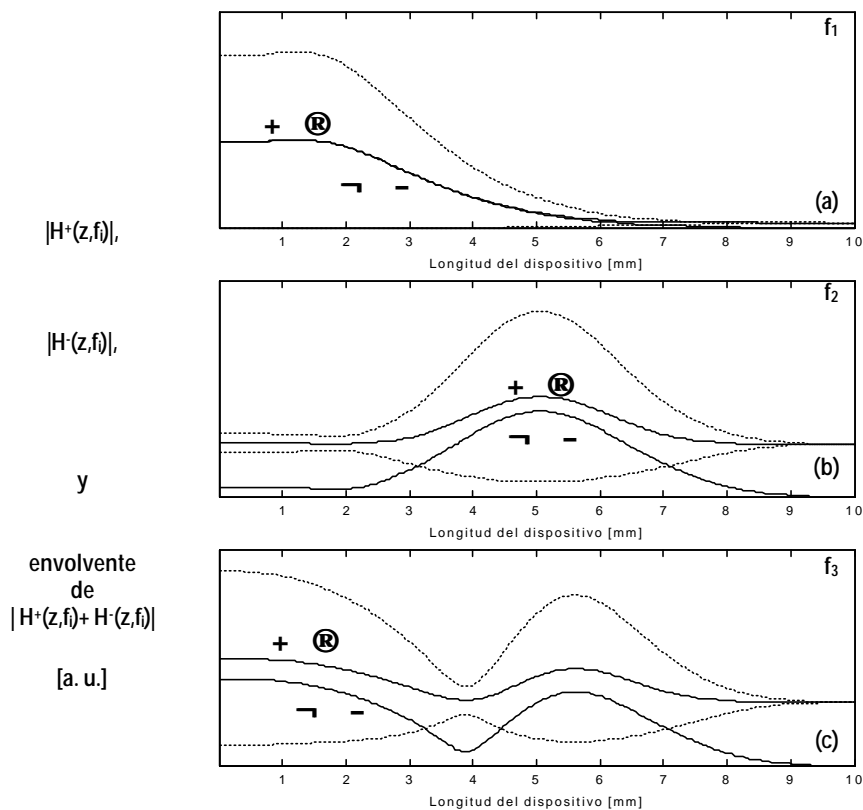 f1
+ ®
¬ -
(a)
1 2 3 4 5 6 7 8 9 10
Longitud del dispositivo [mm]
|H+(z,fi)|,
f2
|H-(z,fi)|,
+ ®
¬ -
(b)
y
1 2 3 4 5 6 7 8 9 10
Longitud del dispositivo [mm]
envolvente
de
| H+(z,fi)+ H-(z,fi)|
[a. u.]
f3
+ ®
¬ -
(c)
1 2 3 4 5 6 7 8 9 10
Longitud del dispositivo [mm]